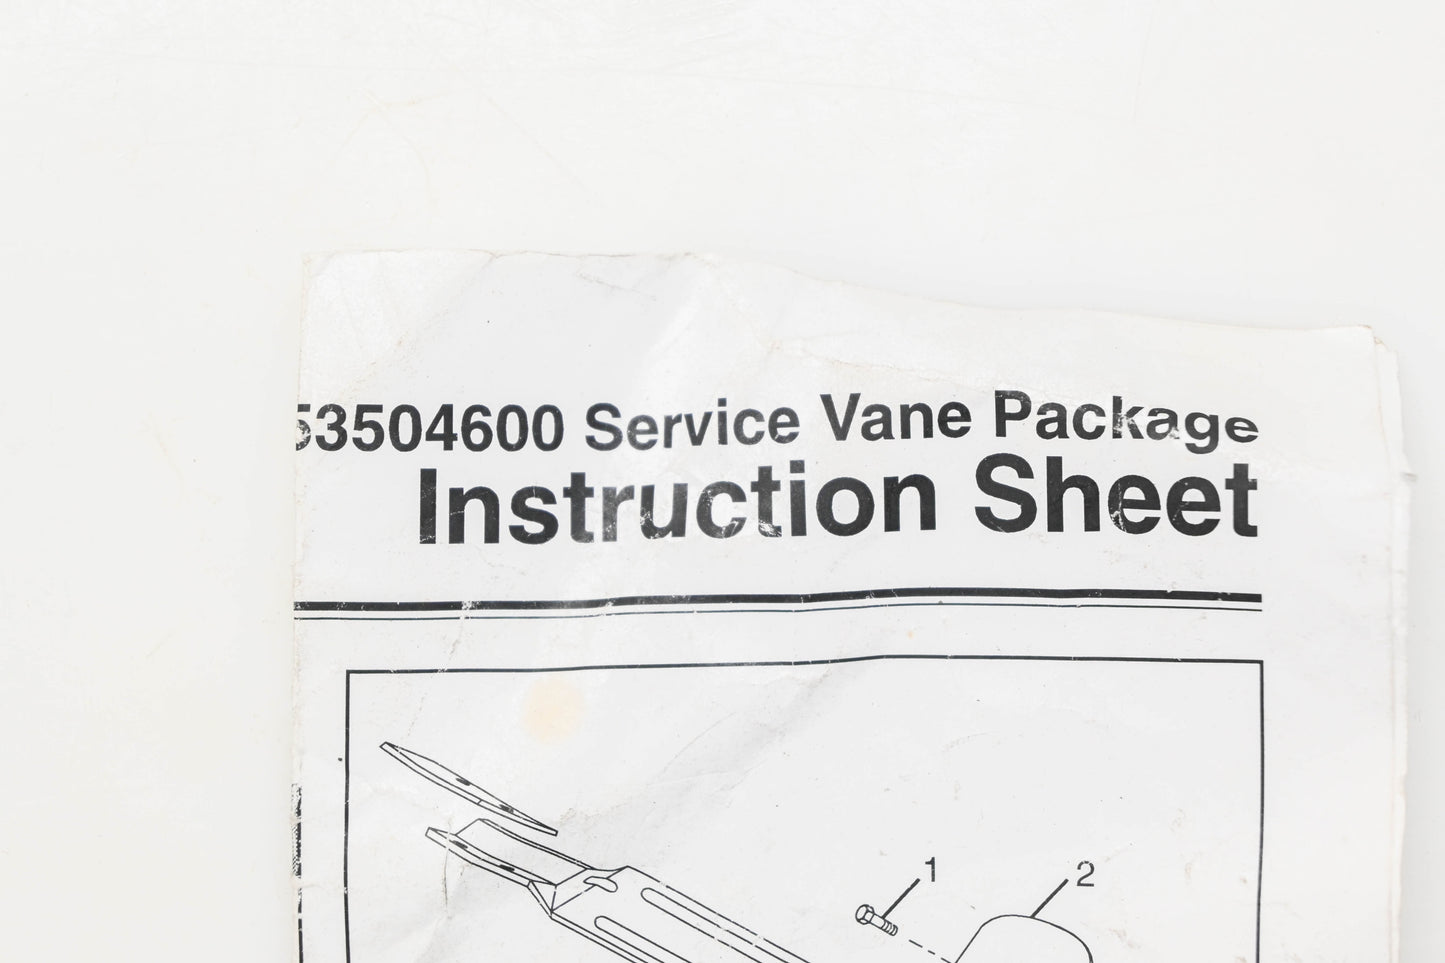 53504600 Service Vane Package
Instruction Sheet
1
2